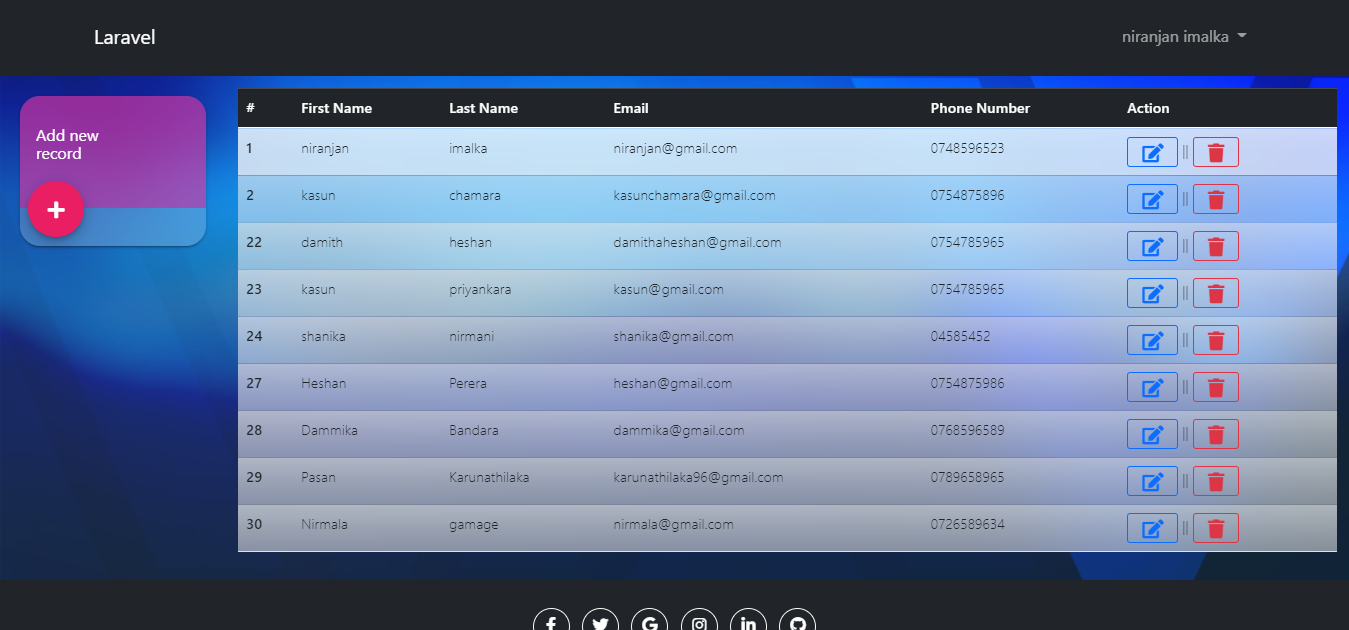 Laravel niranjan imalka
Add new
record
# First Name Last Name Email Phone Number Action
1 niranjan imalka niranjan@gmail.com 0748596523 ||
2 kasun chamara kasunchamara@gmail.com 0754875896 ||
22 damith heshan damithaheshan@gmail.com 0754785965 ||
23 kasun priyankara kasun@gmail.com 0754785965 ||
24 shanika nirmani shanika@gmail.com 04585452 ||
27 Heshan Perera heshan@gmail.com 0754875986 ||
28 Dammika Bandara dammika@gmail.com 0768596589 ||
29 Pasan Karunathilaka karunathilaka96@gmail.com 0789658965 ||
30 Nirmala gamage nirmala@gmail.com 0726589634 ||